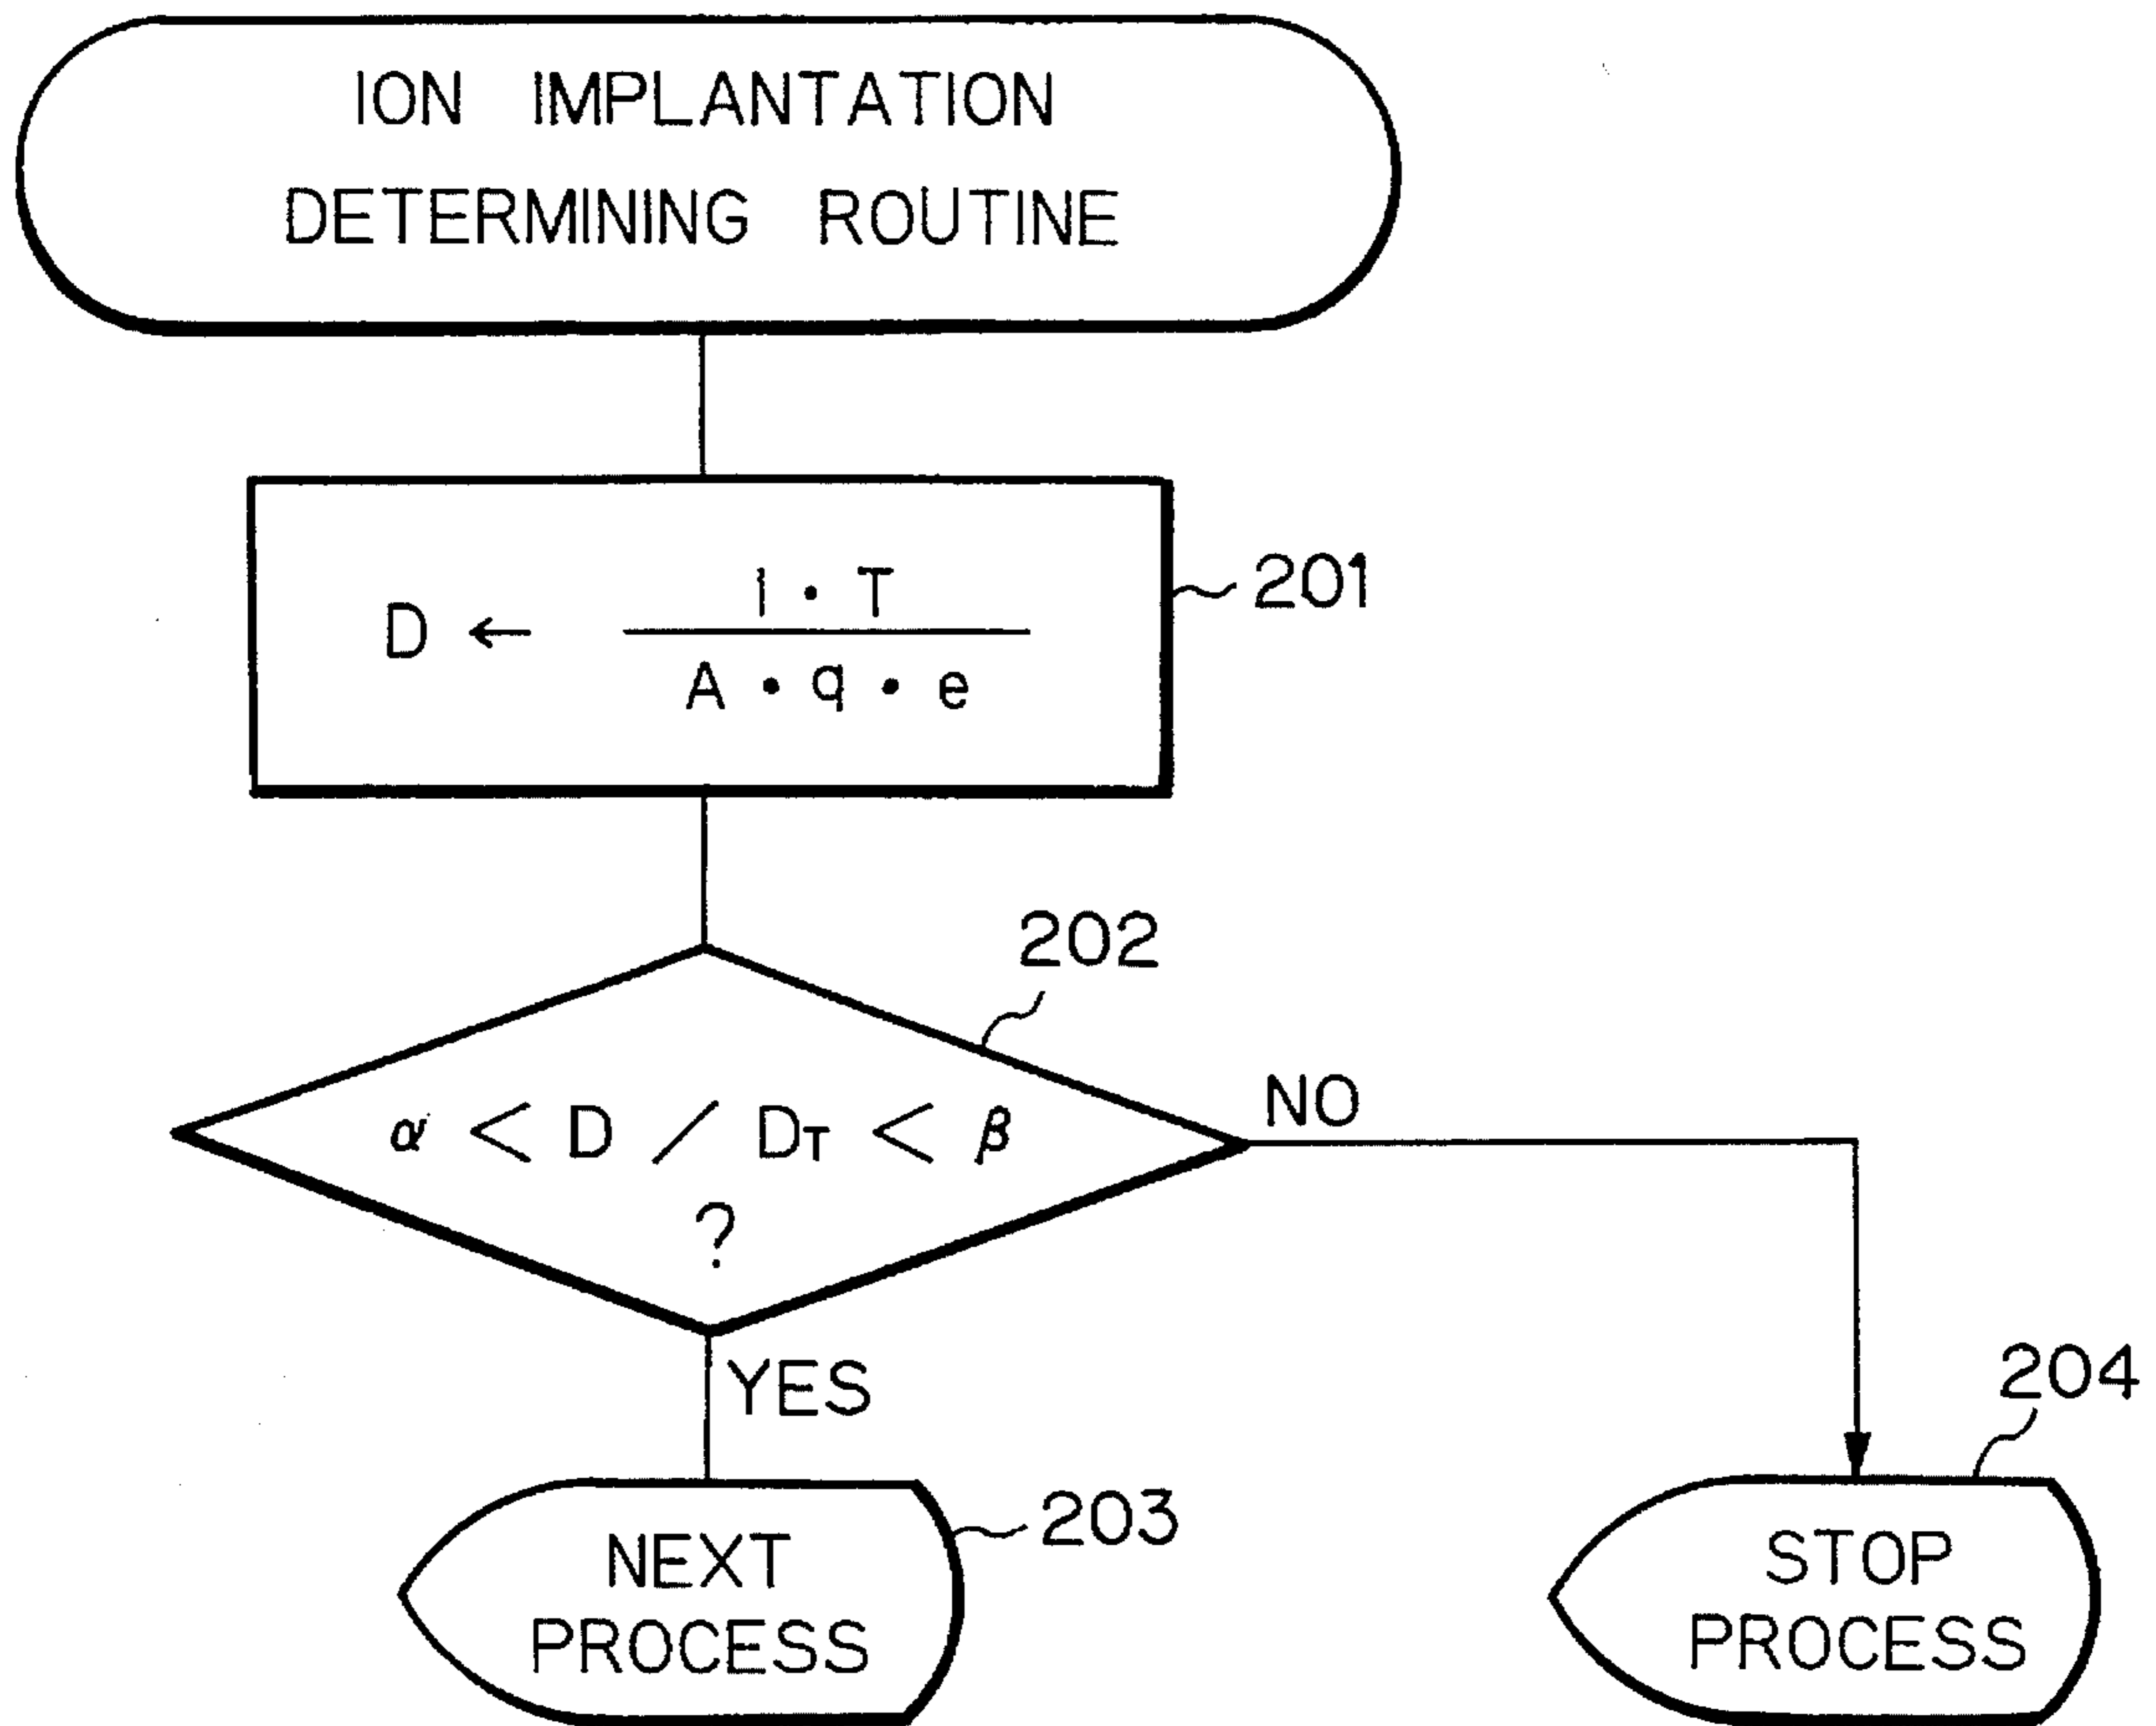 ION IMPLANTATION
DETERMINING ROUTINE
I · T
D ← 
A · q · e
201
202
α < D / DT < β
?
NO
YES
204
203
NEXT
PROCESS
STOP
PROCESS